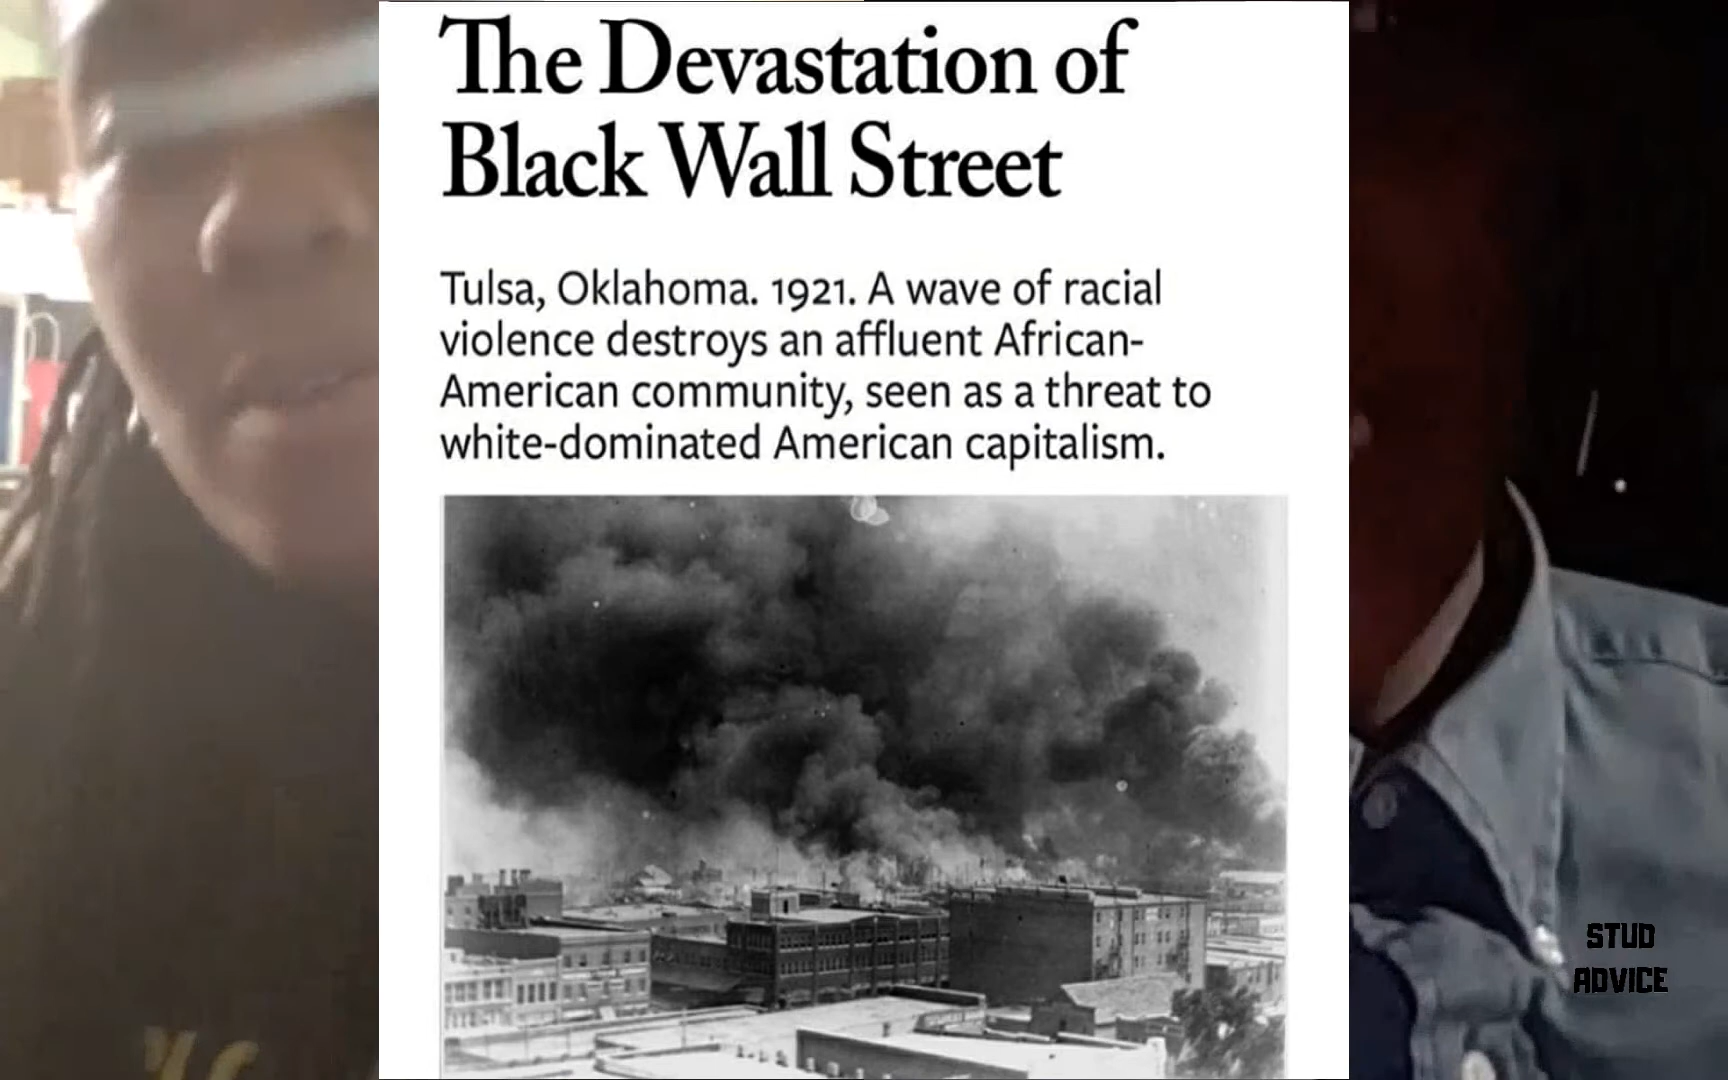 The Devastation of
Black Wall Street
Tulsa, Oklahoma. 1921. A wave of racial
violence destroys an affluent African-
American community, seen as a threat to
white-dominated American capitalism.
STUD
ADVICE